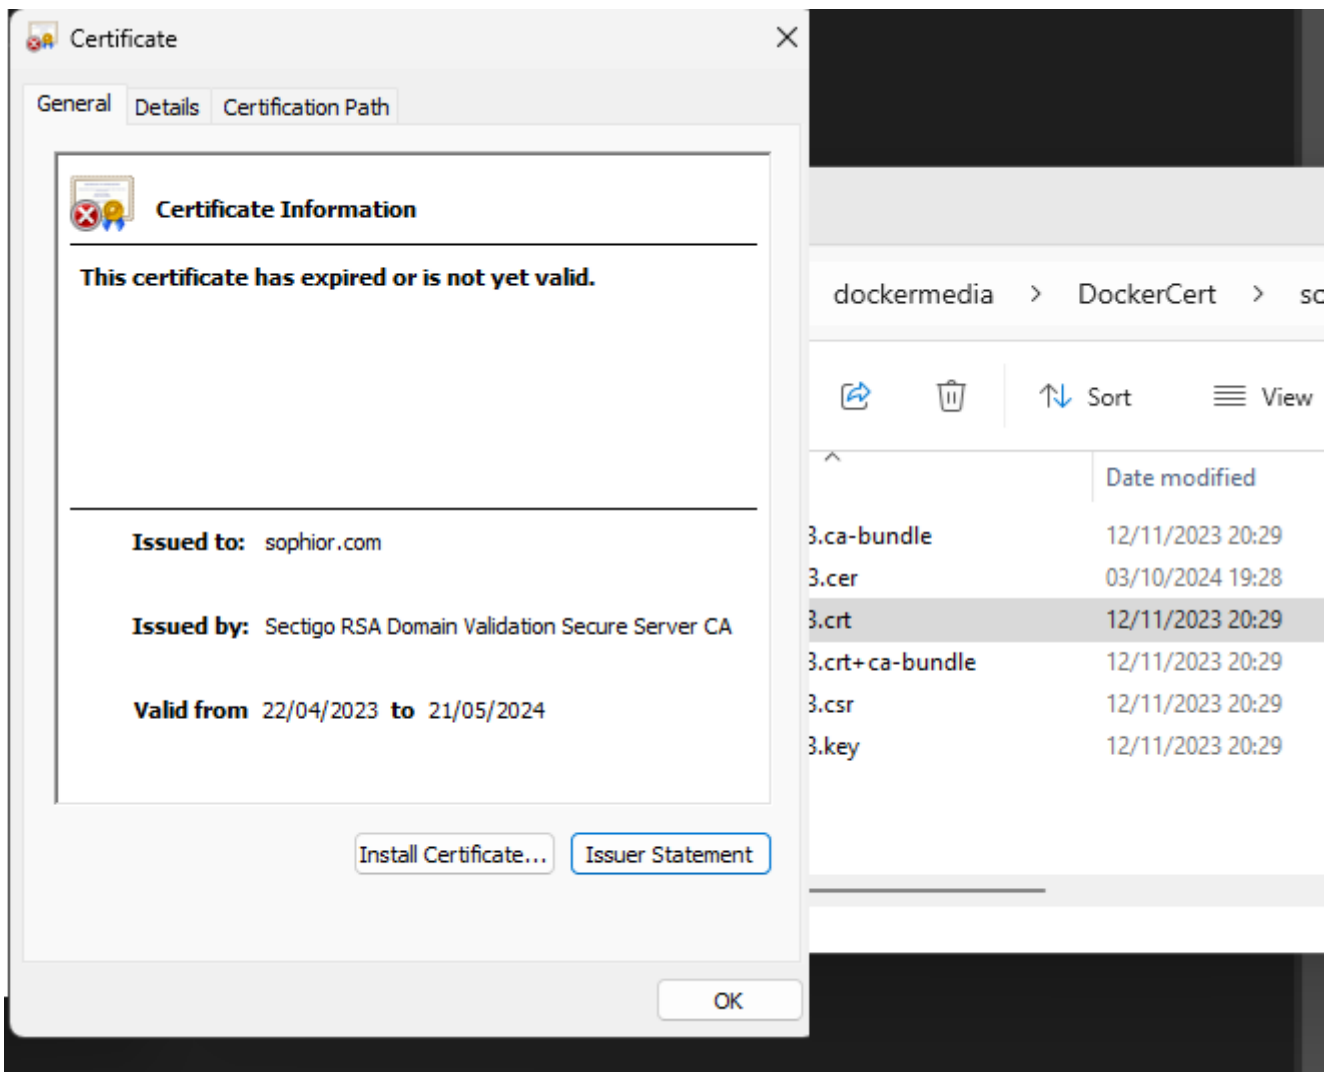 Certificate
General Details Certification Path
Certificate Information
This certificate has expired or is not yet valid.
Issued to: sophior.com
Issued by: Sectigo RSA Domain Validation Secure Server CA
Valid from 22/04/2023 to 21/05/2024
Install Certificate... Issuer Statement
OK
dockermedia > DockerCert > so
Sort View
Date modified
3.ca-bundle 12/11/2023 20:29
3.cer 03/10/2024 19:28
3.crt 12/11/2023 20:29
3.crt+ca-bundle 12/11/2023 20:29
3.csr 12/11/2023 20:29
3.key 12/11/2023 20:29